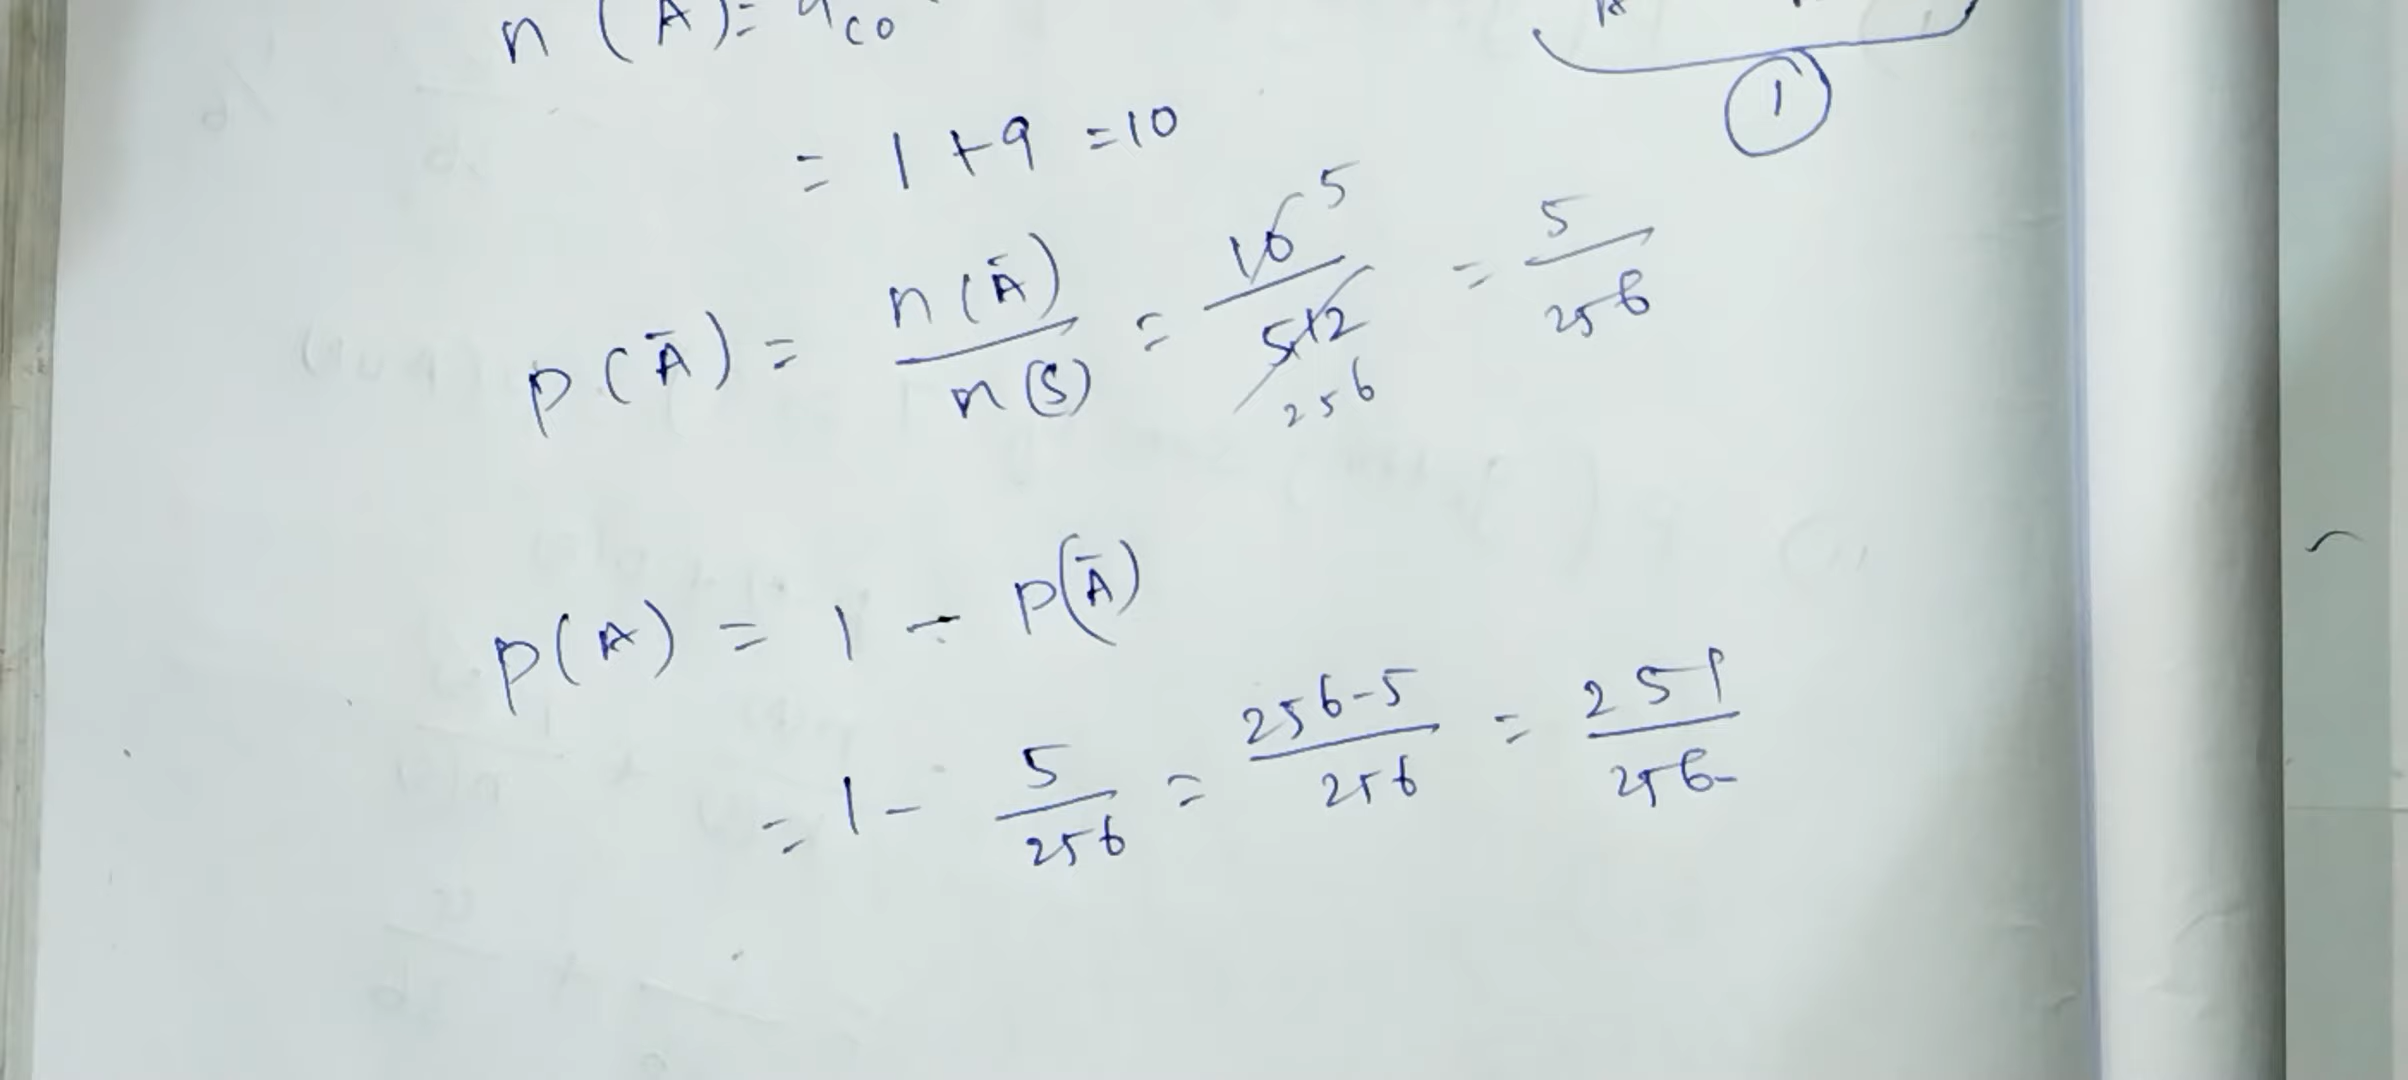 n (A) = 9c0
①
= 1 + 9 = 10
P(Ā) = n(Ā)/n(S) = 10/512 5 256 = 5/256
P(A) = 1 - P(Ā)
= 1 - 5/256 = 256-5/256 = 251/256